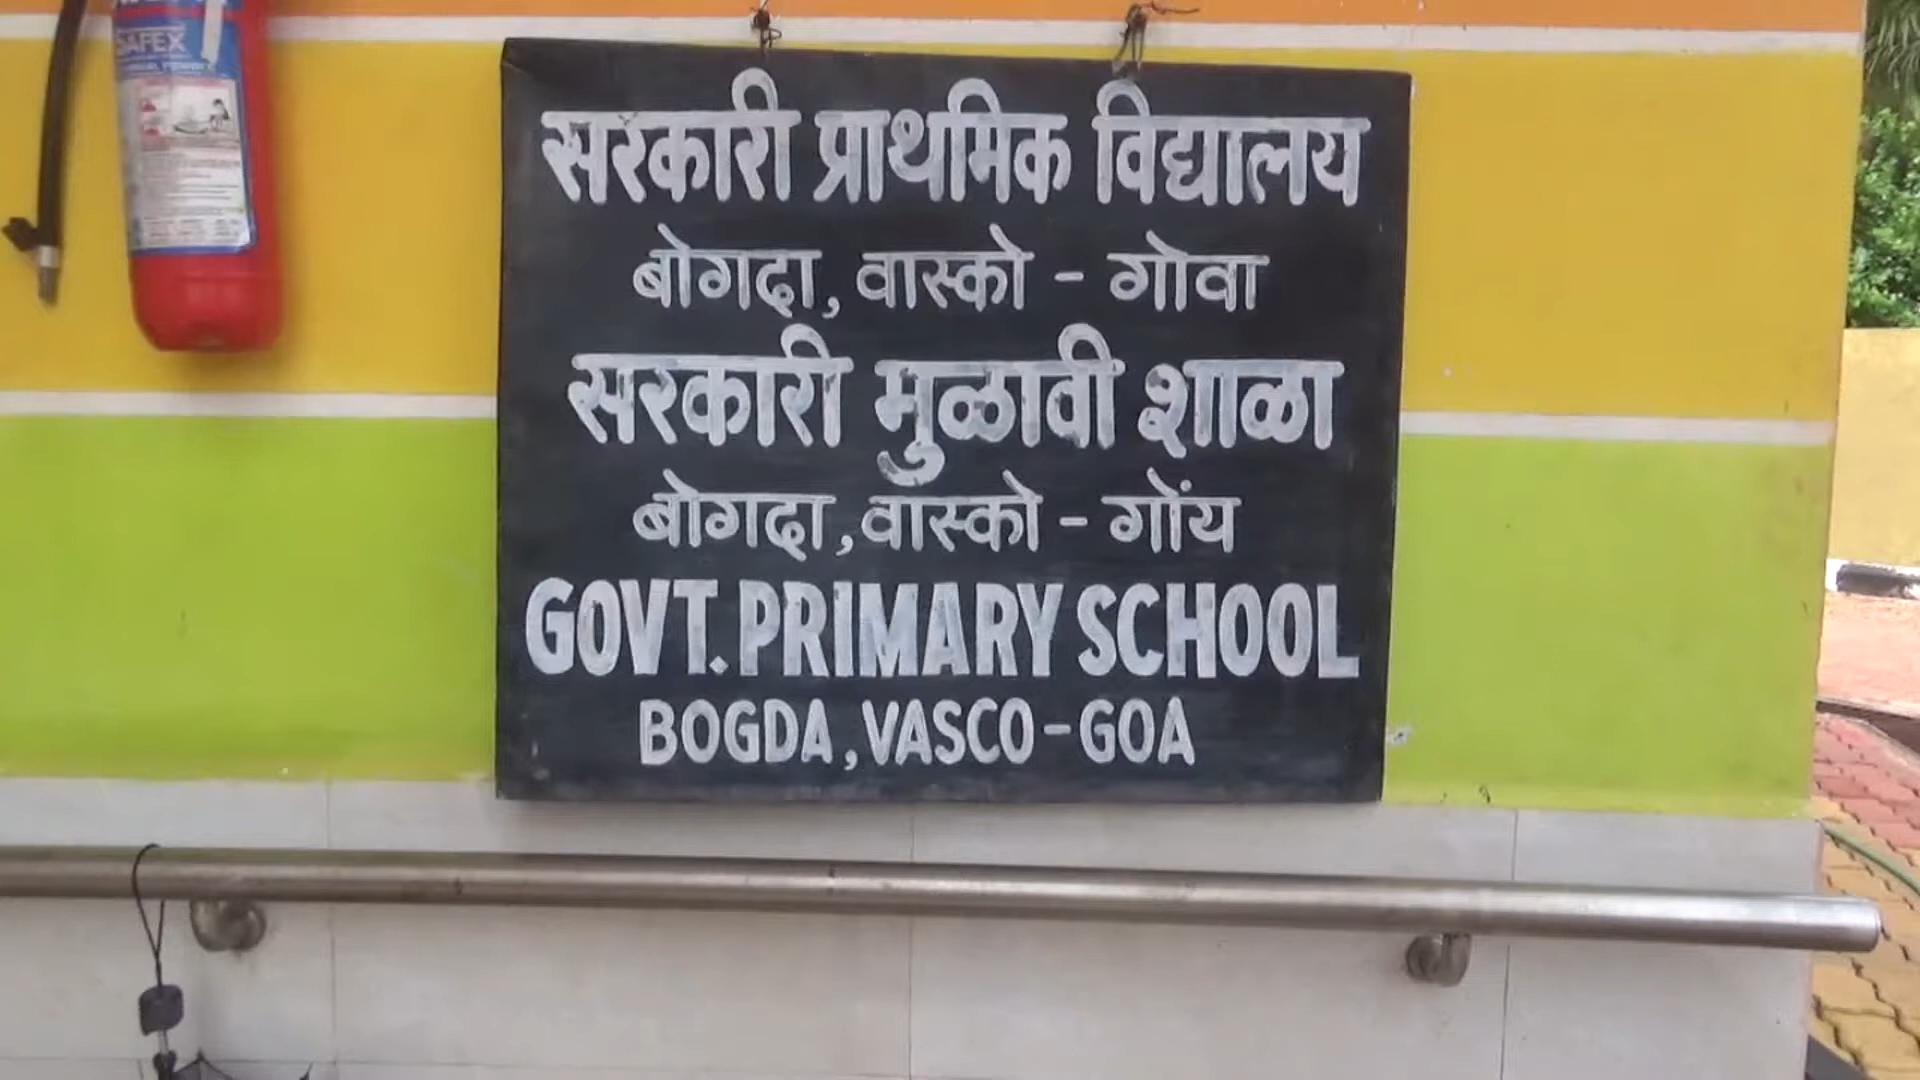 SAFEX
सरकारी प्राथमिक विद्यालय
बोगदा, वास्को - गोवा
सरकारी मुळावी शाळा
बोगदा, वास्को - गोंय
GOVT. PRIMARY SCHOOL
BOGDA, VASCO - GOA